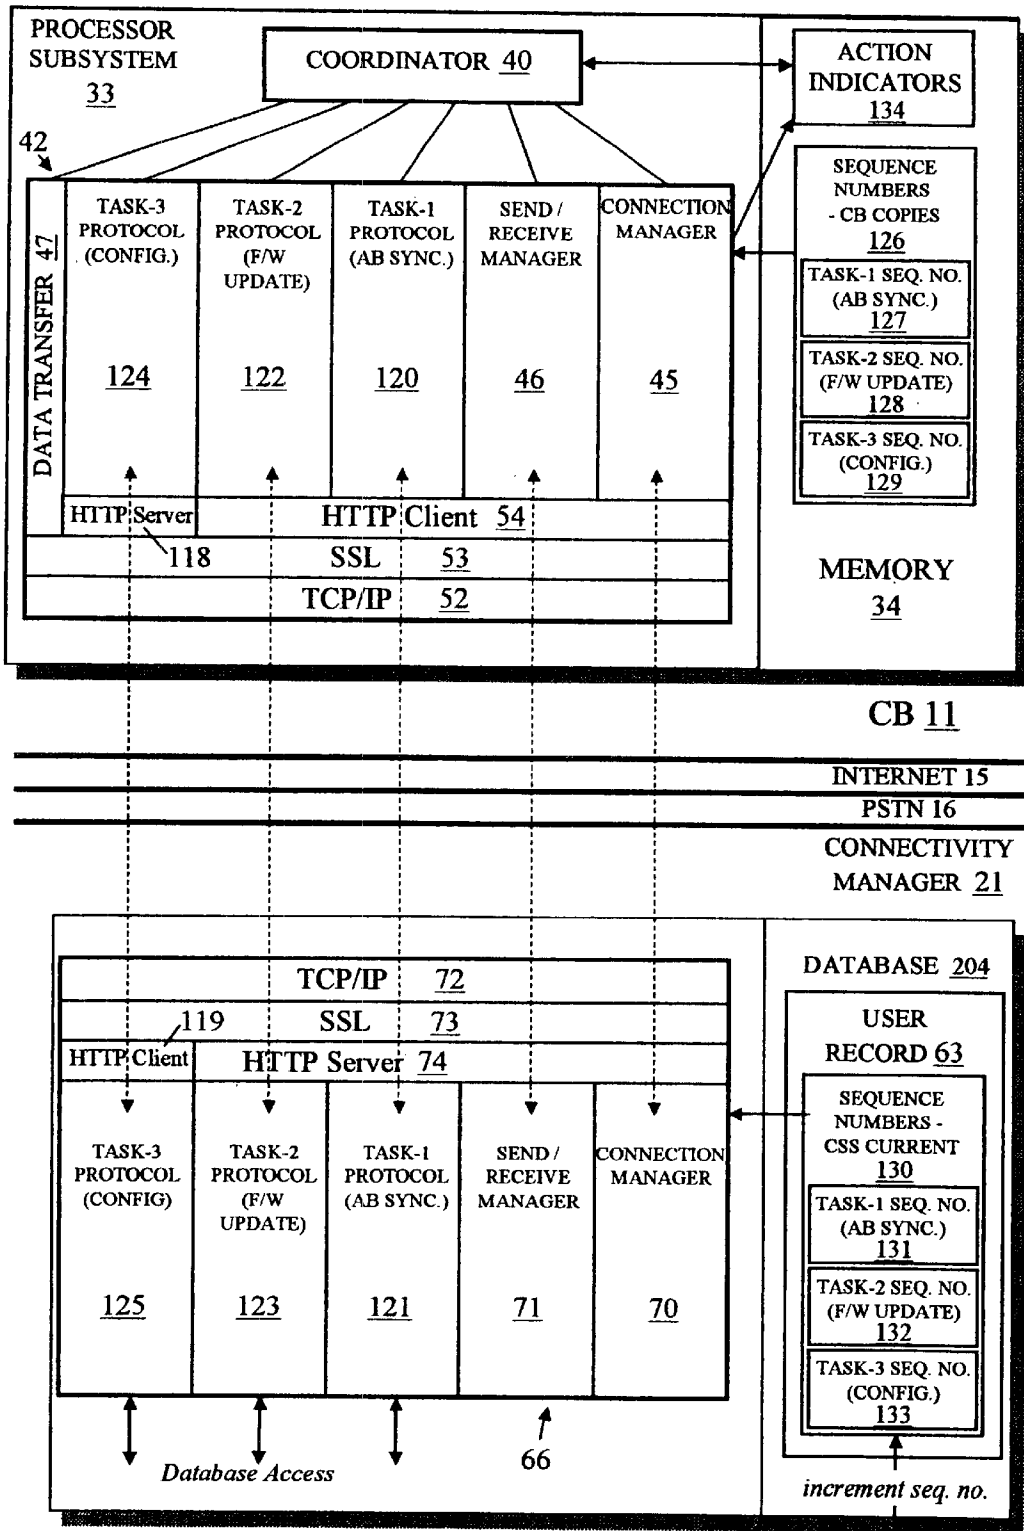 PROCESSOR
SUBSYSTEM
33
COORDINATOR 40
ACTION
INDICATORS
134
42
DATA TRANSFER 47
TASK-3
PROTOCOL
(CONFIG.)
124
TASK-2
PROTOCOL
(F/W
UPDATE)
122
TASK-1
PROTOCOL
(AB SYNC.)
120
SEND /
RECEIVE
MANAGER
46
CONNECTION
MANAGER
45
SEQUENCE
NUMBERS
- CB COPIES
126
TASK-1 SEQ. NO.
(AB SYNC.)
127
TASK-2 SEQ. NO.
(F/W UPDATE)
128
TASK-3 SEQ. NO.
(CONFIG.)
129
HTTP Server
HTTP Client 54
118
SSL 53
TCP/IP 52
MEMORY
34
CB 11
INTERNET 15
PSTN 16
CONNECTIVITY
MANAGER 21
TCP/IP 72
119
SSL 73
HTTP Client
HTTP Server 74
TASK-3
PROTOCOL
(CONFIG)
125
TASK-2
PROTOCOL
(F/W
UPDATE)
123
TASK-1
PROTOCOL
(AB SYNC.)
121
SEND /
RECEIVE
MANAGER
71
CONNECTION
MANAGER
70
DATABASE 204
USER
RECORD 63
SEQUENCE
NUMBERS -
CSS CURRENT
130
TASK-1 SEQ. NO.
(AB SYNC.)
131
TASK-2 SEQ. NO.
(F/W UPDATE)
132
TASK-3 SEQ. NO.
(CONFIG.)
133
Database Access
66
increment seq. no.